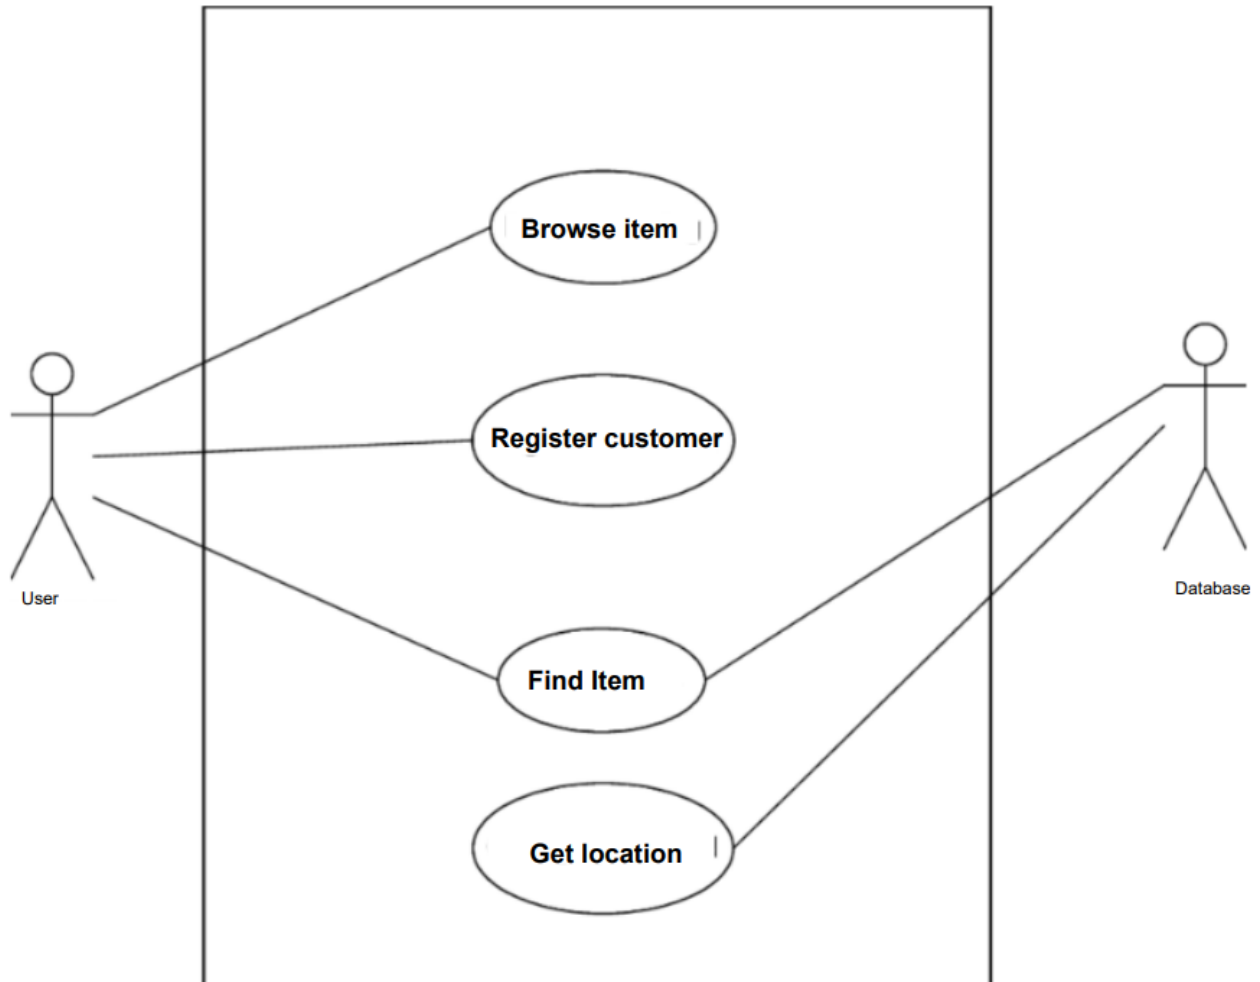 Browse item
Register customer
User
Database
Find Item
Get location